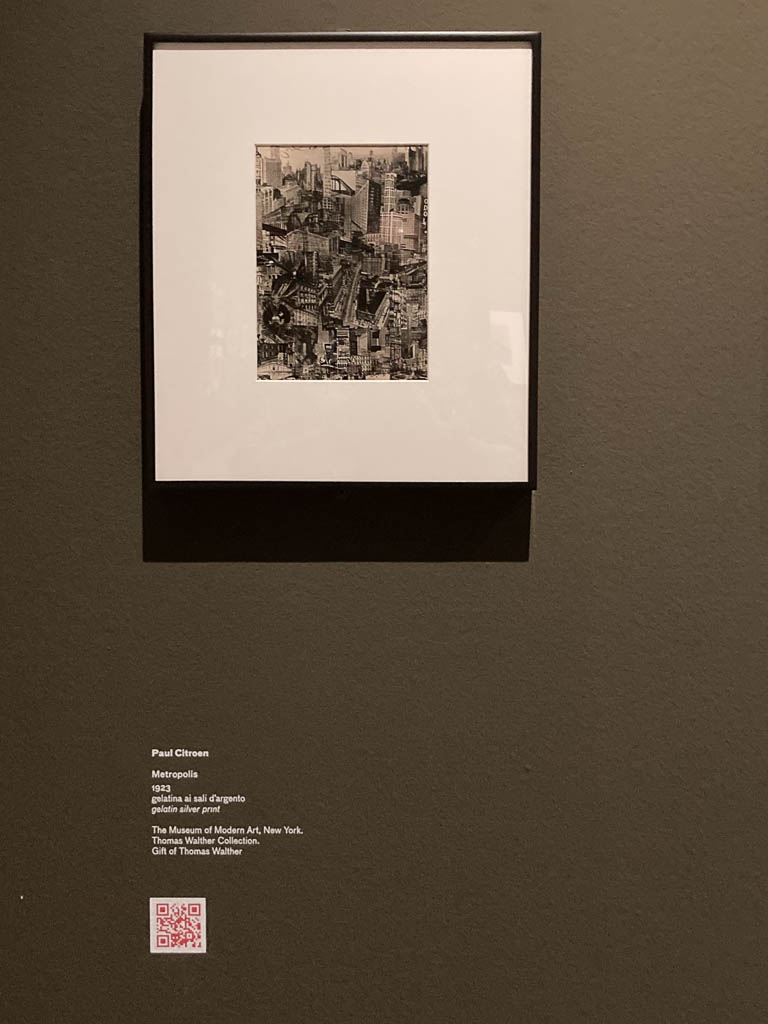 ODOL
Paul Citroen
Metropolis
1923
gelatina ai sali d'argento
gelatin silver print
The Museum of Modern Art, New York.
Thomas Walther Collection.
Gift of Thomas Walther